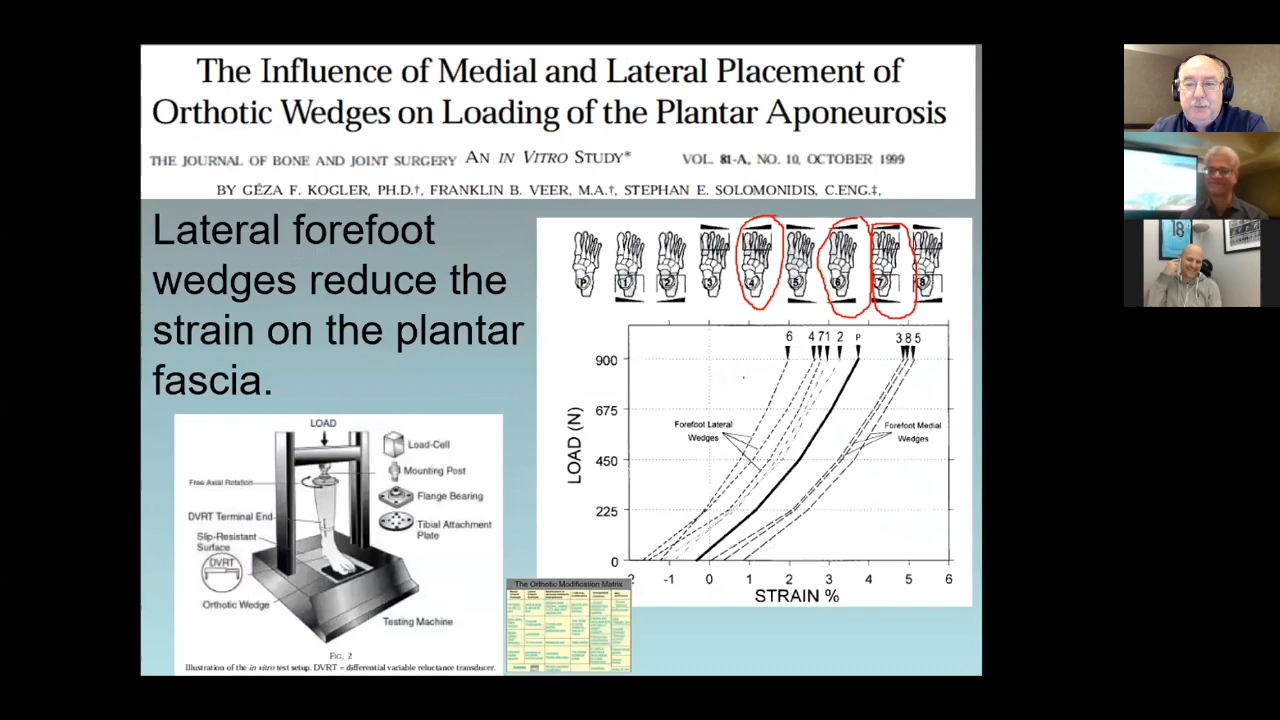 The Influence of Medial and Lateral Placement of
Orthotic Wedges on Loading of the Plantar Aponeurosis
THE JOURNAL OF BONE AND JOINT SURGERY AN IN VITRO STUDY* VOL. 81-A, NO. 10, OCTOBER 1999
BY GÉZA F. KOGLER, PH.D.†, FRANKLIN B. VEER, M.A.†, STEPHAN E. SOLOMONIDIS, C.ENG.‡,
Lateral forefoot
wedges reduce the
strain on the plantar
fascia.
P 1 2 3 4 5 6 7 8
6 4 7 1 2 P 3 8 5
900
675
450
225
0
LOAD (N)
Forefoot Lateral
Wedges
Forefoot Medial
Wedges
-1 0 1 2 3 4 5 6
STRAIN %
LOAD
Load-Cell
Mounting Post
Free Axial Rotation
Flange Bearing
DVRT Terminal End
Tibial Attachment
Plate
Slip-Resistant
Surface
DVRT
Orthotic Wedge
Testing Machine
FIG. 2
Illustration of the in vitro test setup. DVRT = differential variable reluctance transducer.
The Orthotic Modification Matrix
18